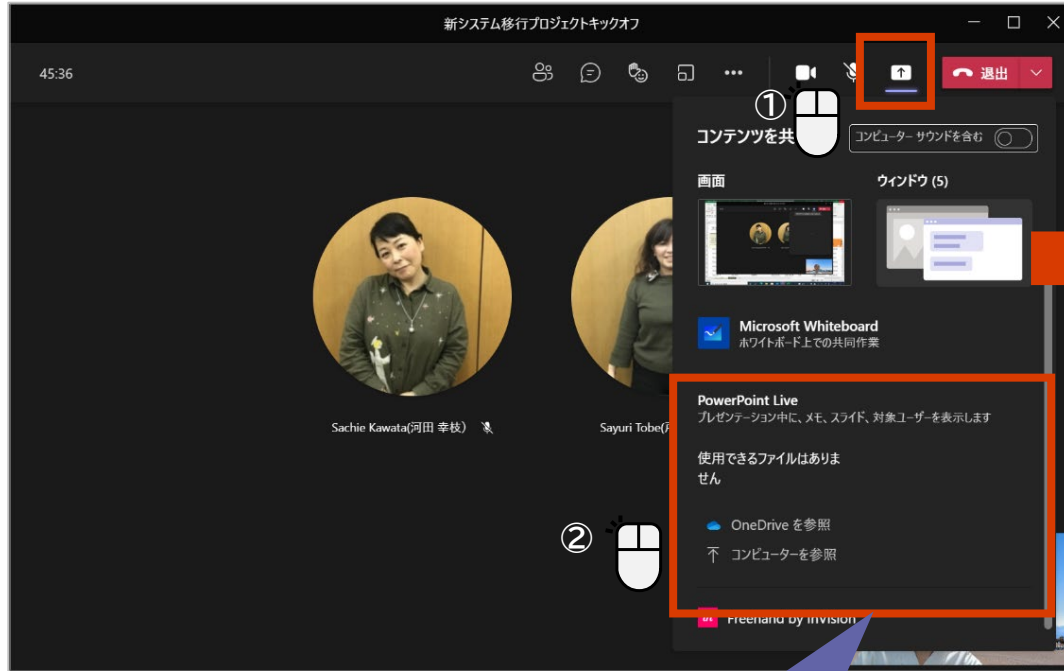 新システム移行プロジェクトキックオフ
45:36
退出
①
コンテンツを共
コンピューター サウンドを含む
画面
ウィンドウ (5)
Microsoft Whiteboard
ホワイトボード上での共同作業
PowerPoint Live
プレゼンテーション中に、メモ、スライド、対象ユーザーを表示します
Sachie Kawata(河田 幸枝)
Sayuri Tobe(
使用できるファイルはありま
せん
②
OneDrive を参照
コンピューターを参照
Freehand by InVision